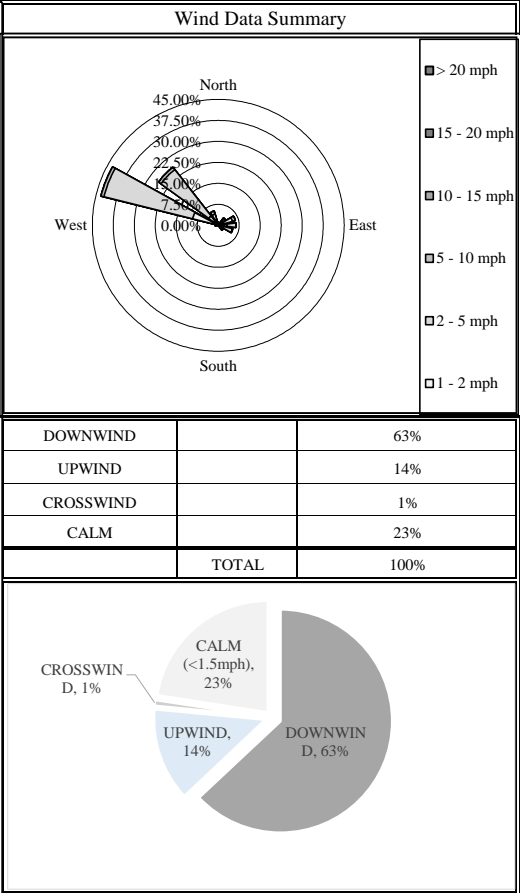 Wind Data Summary
North
45.00%
37.50%
30.00%
22.50%
15.00%
7.50%
0.00%
West
East
South
> 20 mph
15 - 20 mph
10 - 15 mph
5 - 10 mph
2 - 5 mph
1 - 2 mph
DOWNWIND 63%
UPWIND 14%
CROSSWIND 1%
CALM 23%
TOTAL 100%
CALM
(<1.5mph),
23%
CROSSWIN
D, 1%
UPWIND,
14%
DOWNWIN
D, 63%